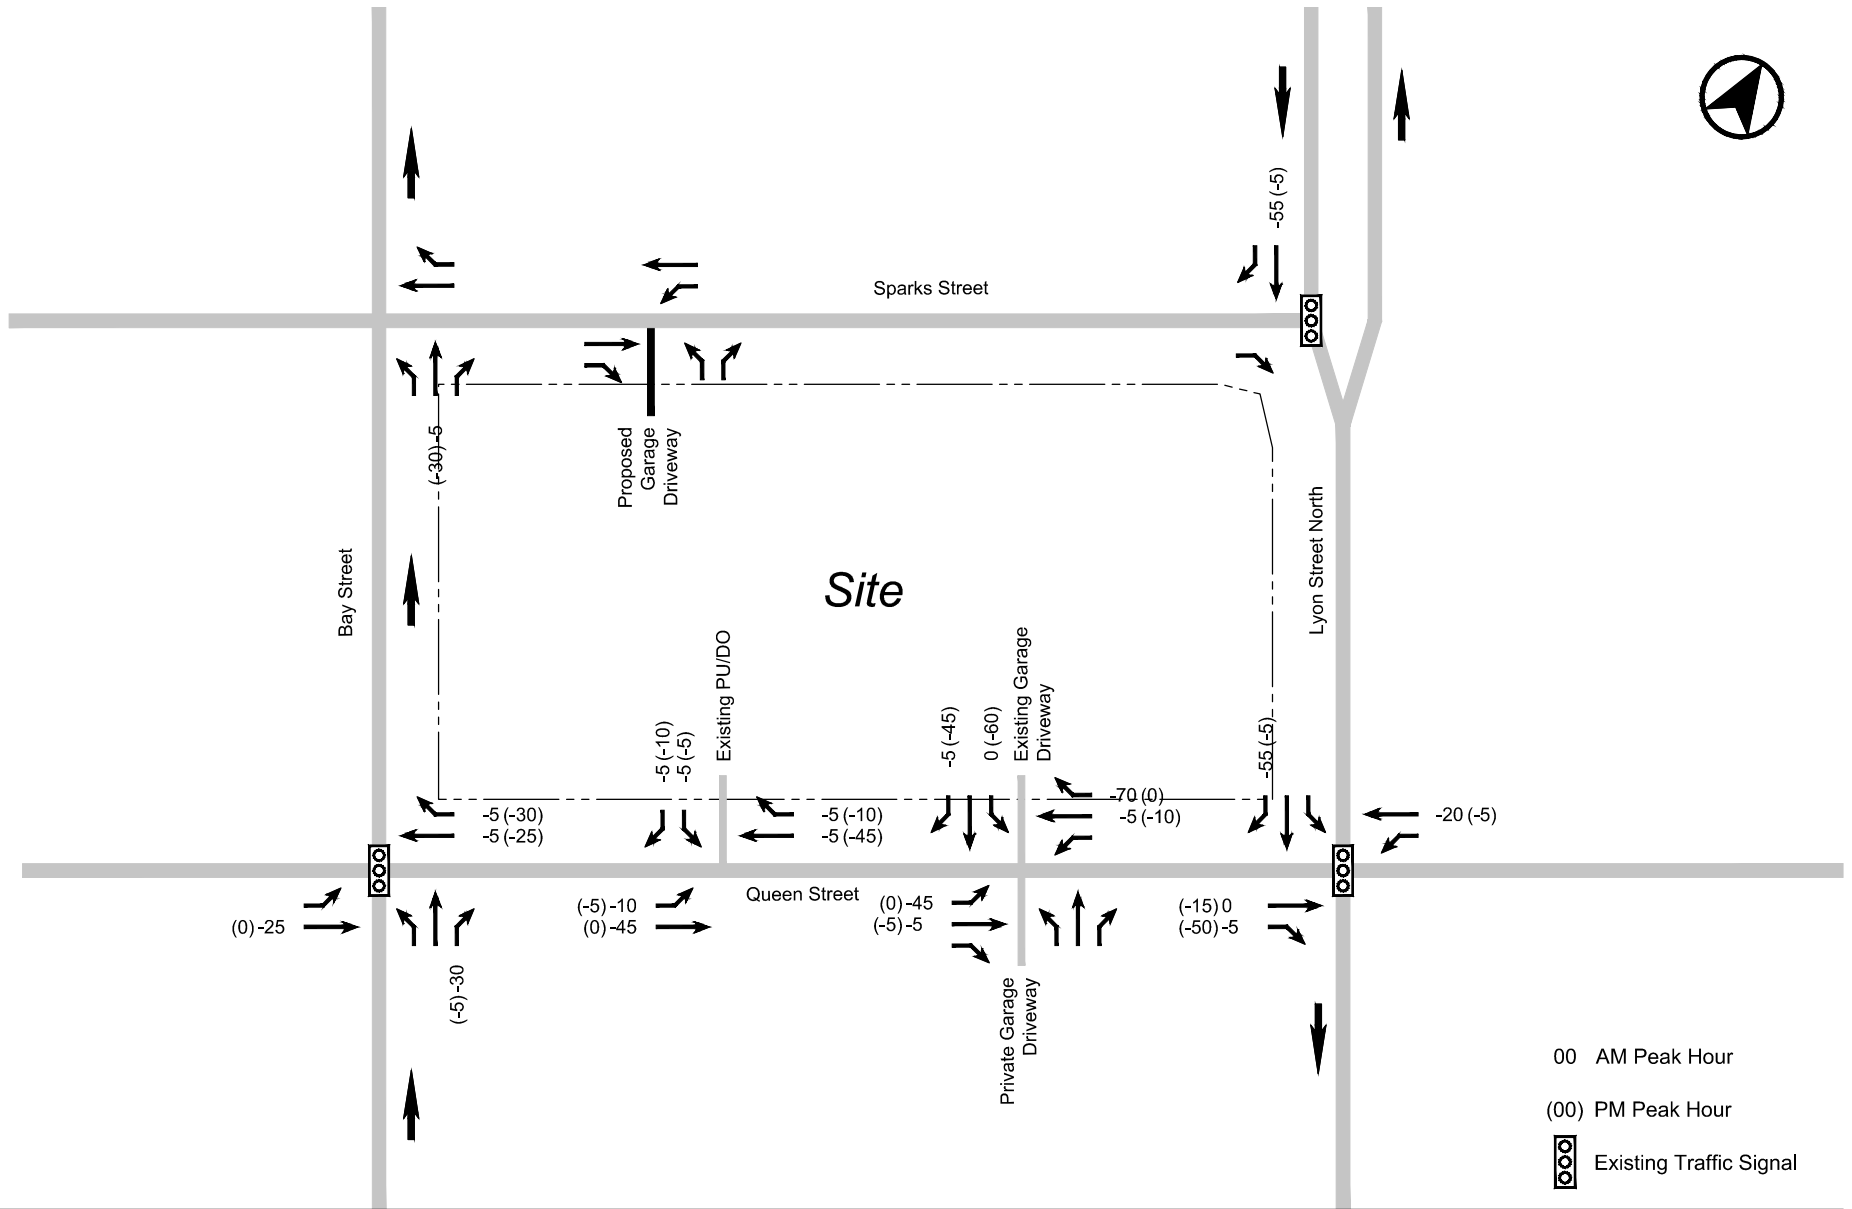 -55 (-5)
Sparks Street
(-30) -5
Proposed
Garage
Driveway
Bay Street
Site
Lyon Street North
Existing PU/DO
Existing Garage
Driveway
-5 (-10)
-5 (-5)
-5 (-45)
0 (-60)
-55 (-5)
-70 (0)
-5 (-10)
-5 (-30)
-5 (-25)
-5 (-10)
-5 (-45)
-20 (-5)
Queen Street
(0) -25
(-5) -10
(0) -45
(0) -45
(-5) -5
(-15) 0
(-50) -5
(-5) -30
Private Garage
Driveway
00 AM Peak Hour
(00) PM Peak Hour
Existing Traffic Signal